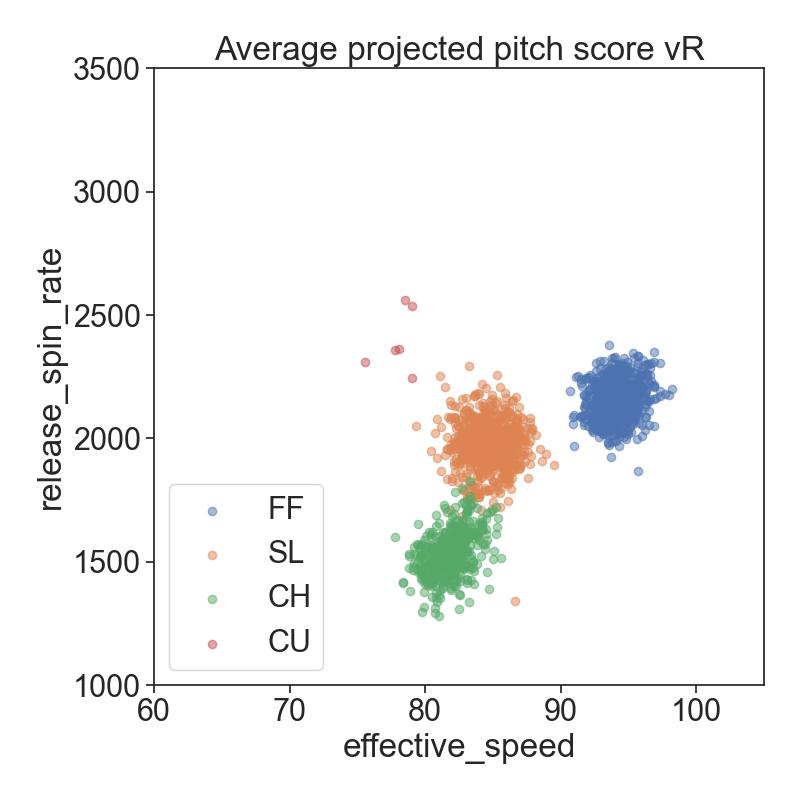 Average projected pitch score vR
3500
3000
2500
2000
1500
1000
release_spin_rate
FF
SL
CH
CU
60 70 80 90 100
effective_speed